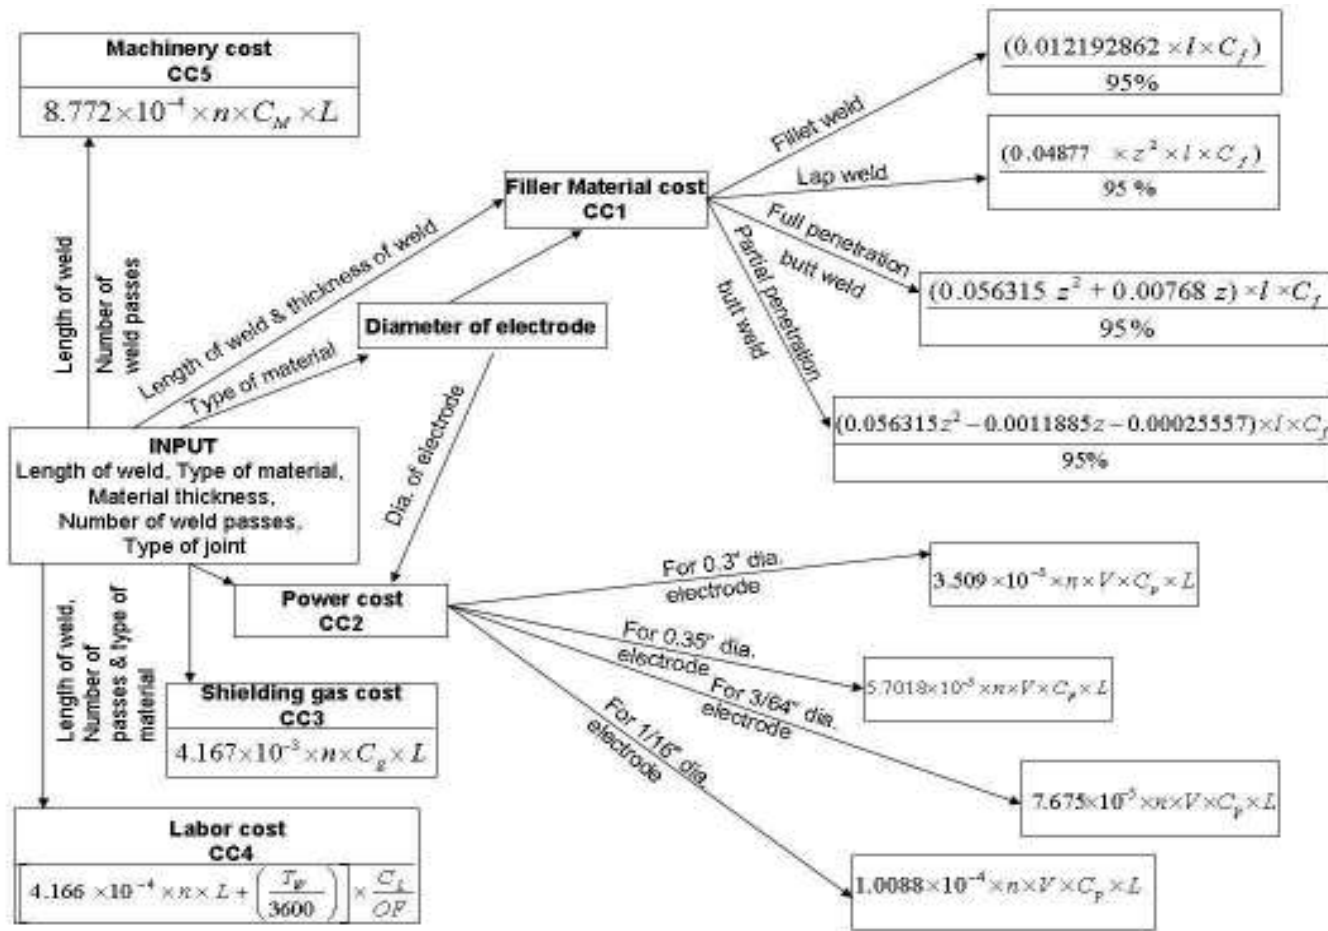 Machinery cost
CC5
8.772×10⁻⁴ × n × C_M × L
(0.012192862 × l × C_f)
95%
Fillet weld
(0.04877 × z² × l × C_f)
95 %
Lap weld
Filler Material cost
CC1
Full penetration
butt weld
Partial penetration
butt weld
(0.056315 z² + 0.00768 z) × l × C_f
95%
Length of weld
Number of
weld passes
Length of weld & thickness of weld
Type of material
Diameter of electrode
(0.056315z² − 0.0011885z − 0.00025557) × l × C_f
95%
INPUT
Length of weld, Type of material,
Material thickness,
Number of weld passes,
Type of joint
Dia. of electrode
Power cost
CC2
For 0.3" dia.
electrode
3.509 × 10⁻⁵ × n × V × C_p × L
For 0.35" dia.
electrode
5.7018×10⁻⁵ × n × V × C_p × L
For 3/64" dia.
electrode
7.675×10⁻⁵ × n × V × C_p × L
For 1/16" dia.
electrode
1.0088×10⁻⁴ × n × V × C_p × L
Length of weld,
Number of
passes & type of
material
Shielding gas cost
CC3
4.167×10⁻³ × n × C_g × L
Labor cost
CC4
[4.166 ×10⁻⁴ × n × L + (T_W / 3600)] × C_L / OF